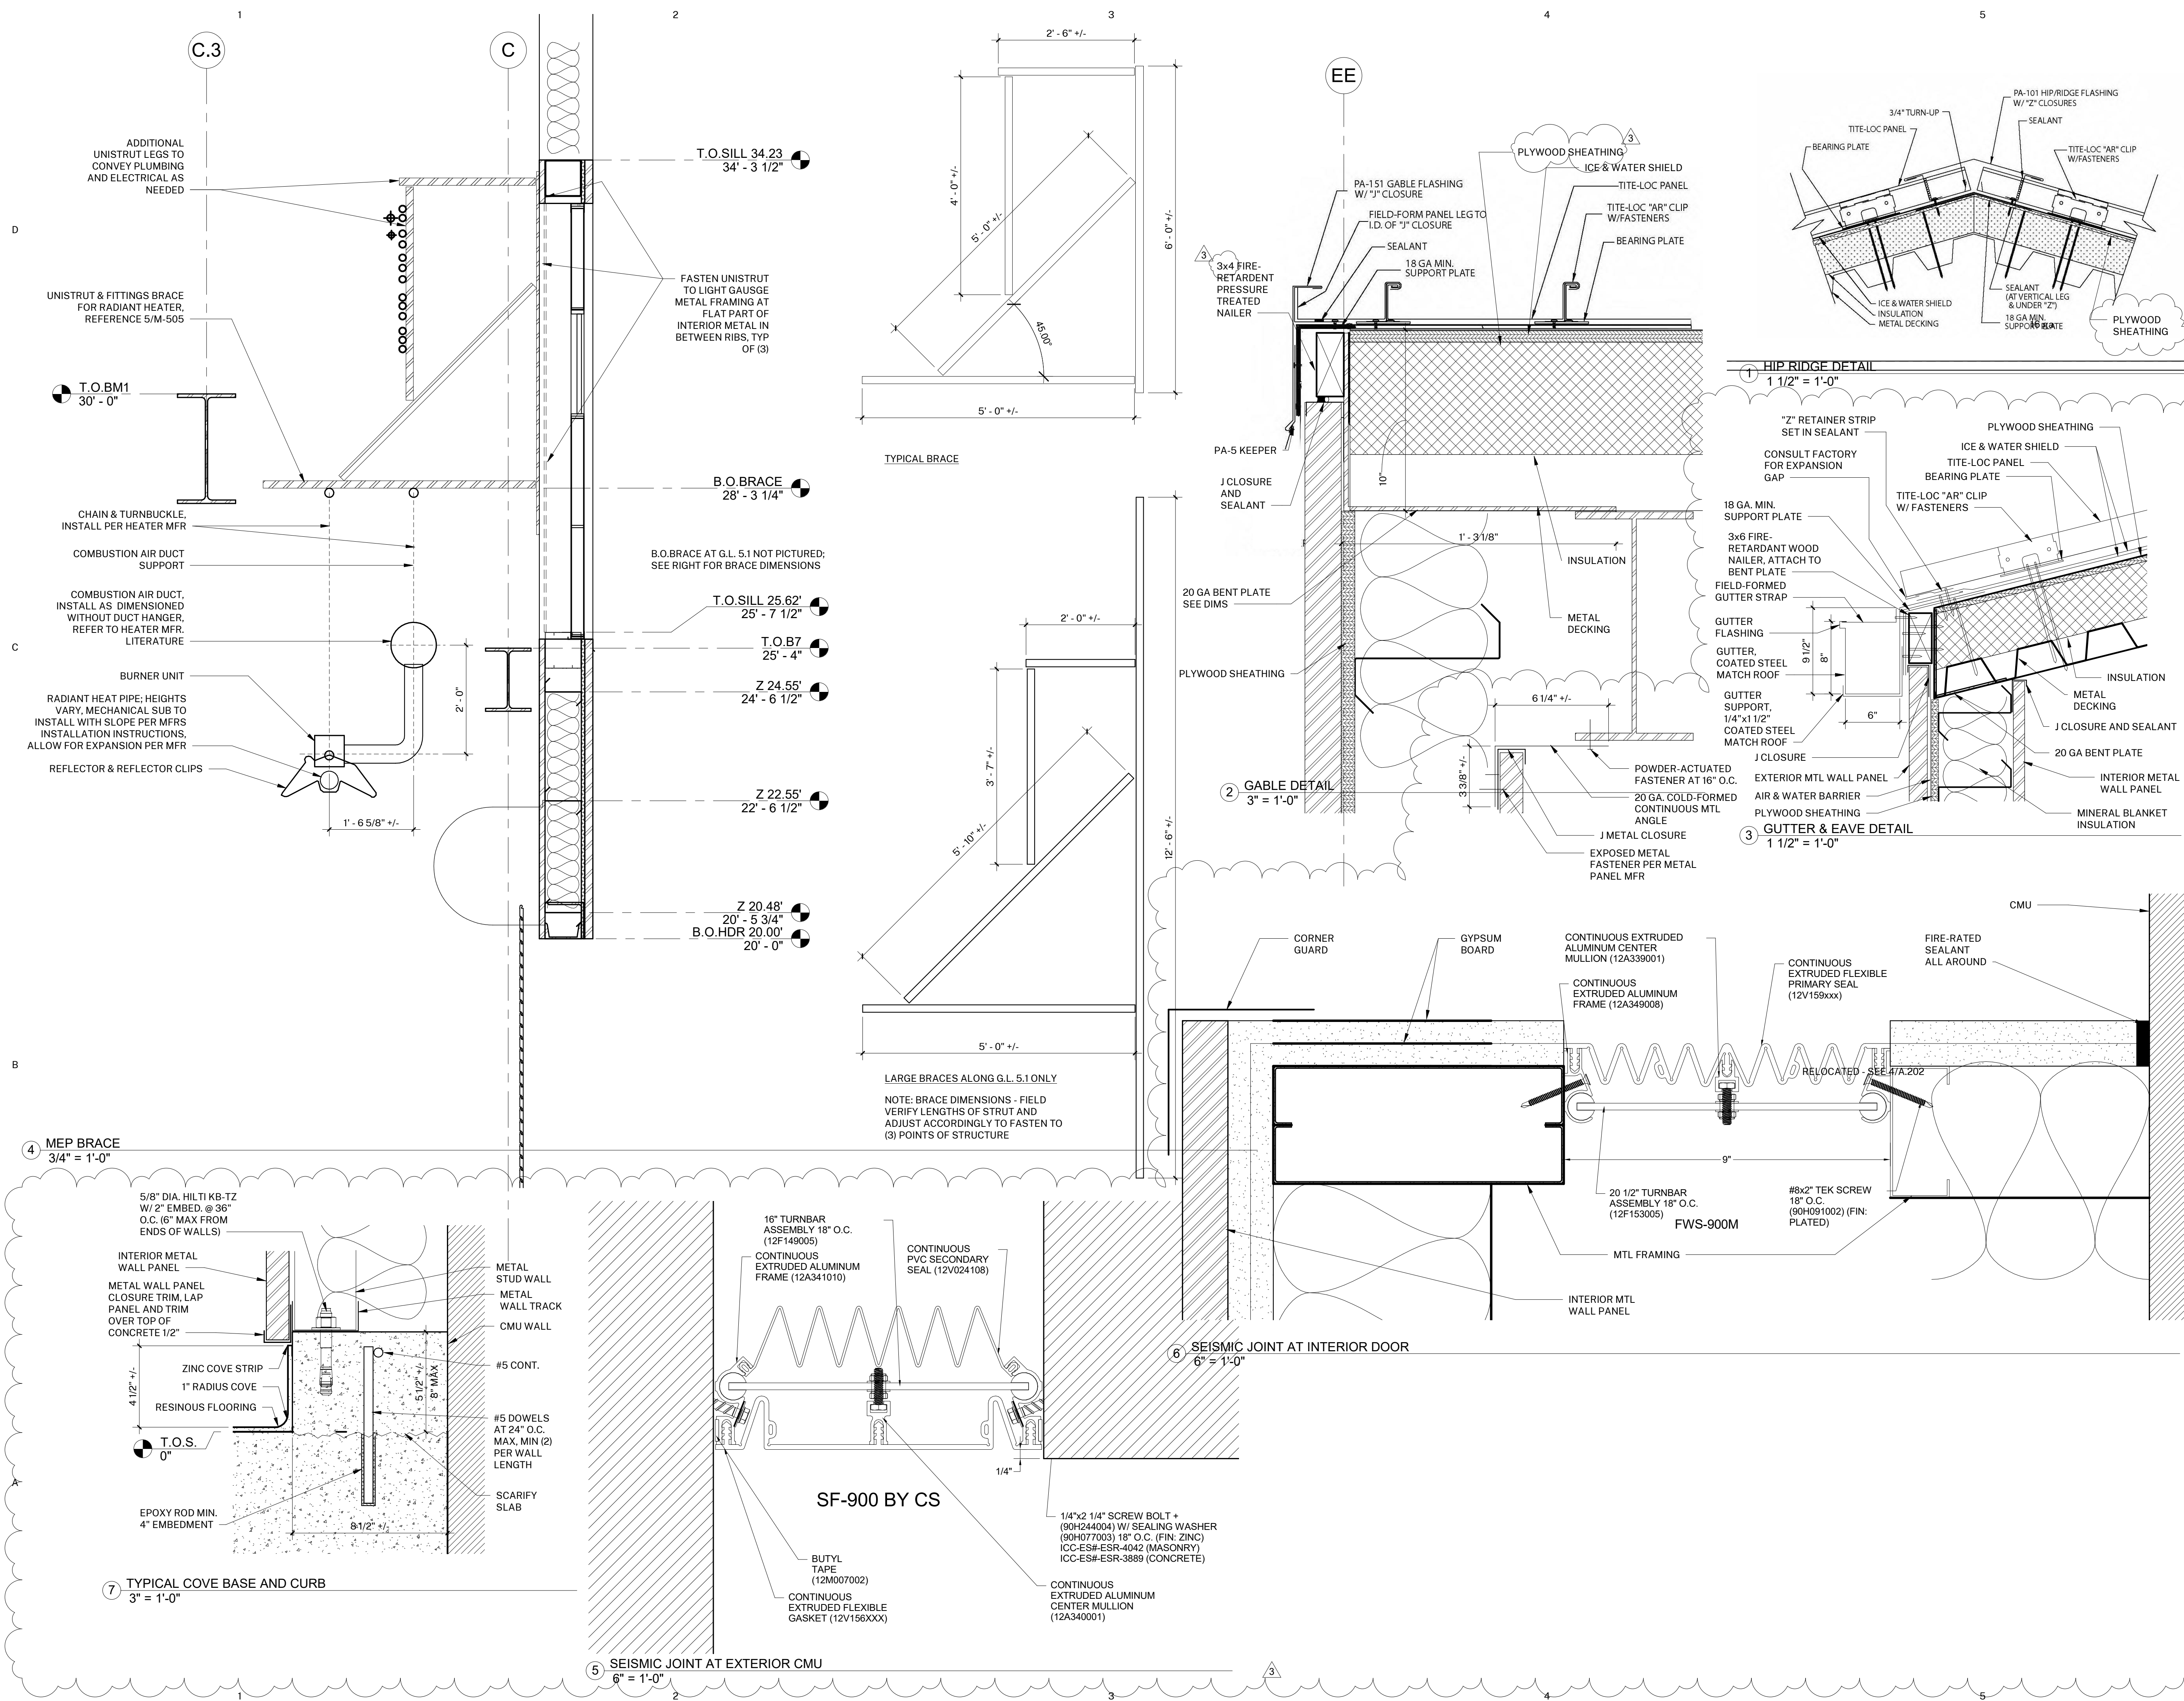 1
2
3
4
5
D
C
B
A
C.3
C
ADDITIONAL
UNISTRUT LEGS TO
CONVEY PLUMBING
AND ELECTRICAL AS
NEEDED
UNISTRUT & FITTINGS BRACE
FOR RADIANT HEATER,
REFERENCE 5/M-505
T.O.BM1
30' - 0"
CHAIN & TURNBUCKLE,
INSTALL PER HEATER MFR
COMBUSTION AIR DUCT
SUPPORT
COMBUSTION AIR DUCT,
INSTALL AS DIMENSIONED
WITHOUT DUCT HANGER,
REFER TO HEATER MFR.
LITERATURE
BURNER UNIT
RADIANT HEAT PIPE; HEIGHTS
VARY, MECHANICAL SUB TO
INSTALL WITH SLOPE PER MFRS
INSTALLATION INSTRUCTIONS,
ALLOW FOR EXPANSION PER MFR
REFLECTOR & REFLECTOR CLIPS
2' - 0"
1' - 6 5/8" +/-
T.O.SILL 34.23
34' - 3 1/2"
FASTEN UNISTRUT
TO LIGHT GAUSGE
METAL FRAMING AT
FLAT PART OF
INTERIOR METAL IN
BETWEEN RIBS, TYP
OF (3)
B.O.BRACE
28' - 3 1/4"
B.O.BRACE AT G.L. 5.1 NOT PICTURED;
SEE RIGHT FOR BRACE DIMENSIONS
T.O.SILL 25.62'
25' - 7 1/2"
T.O.B7
25' - 4"
Z 24.55'
24' - 6 1/2"
Z 22.55'
22' - 6 1/2"
Z 20.48'
20' - 5 3/4"
B.O.HDR 20.00'
20' - 0"
2' - 6" +/-
4' - 0" +/-
5' - 0" +/-
45.00°
6' - 0" +/-
5' - 0" +/-
TYPICAL BRACE
2' - 0" +/-
3' - 7" +/-
5' - 10" +/-
12' - 6" +/-
5' - 0" +/-
LARGE BRACES ALONG G.L. 5.1 ONLY
NOTE: BRACE DIMENSIONS - FIELD
VERIFY LENGTHS OF STRUT AND
ADJUST ACCORDINGLY TO FASTEN TO
(3) POINTS OF STRUCTURE
4 MEP BRACE
3/4" = 1'-0"
EE
3
PLYWOOD SHEATHING
ICE & WATER SHIELD
TITE-LOC PANEL
TITE-LOC "AR" CLIP
W/FASTENERS
BEARING PLATE
PA-151 GABLE FLASHING
W/ "J" CLOSURE
FIELD-FORM PANEL LEG TO
I.D. OF "J" CLOSURE
SEALANT
18 GA MIN.
SUPPORT PLATE
3
3x4 FIRE-
RETARDENT
PRESSURE
TREATED
NAILER
PA-5 KEEPER
J CLOSURE
AND
SEALANT
10"
1' - 3 1/8"
INSULATION
20 GA BENT PLATE
SEE DIMS
METAL
DECKING
PLYWOOD SHEATHING
6 1/4" +/-
3 3/8" +/-
POWDER-ACTUATED
FASTENER AT 16" O.C.
20 GA. COLD-FORMED
CONTINUOUS MTL
ANGLE
J METAL CLOSURE
EXPOSED METAL
FASTENER PER METAL
PANEL MFR
2 GABLE DETAIL
3" = 1'-0"
PA-101 HIP/RIDGE FLASHING
W/ "Z" CLOSURES
3/4" TURN-UP
SEALANT
TITE-LOC PANEL
BEARING PLATE
TITE-LOC "AR" CLIP
W/FASTENERS
ICE & WATER SHIELD
INSULATION
METAL DECKING
SEALANT
(AT VERTICAL LEG
& UNDER "Z")
18 GA MIN.
SUPPORT PLATE
PLYWOOD
SHEATHING
1 HIP RIDGE DETAIL
1 1/2" = 1'-0"
"Z" RETAINER STRIP
SET IN SEALANT
CONSULT FACTORY
FOR EXPANSION
GAP
18 GA. MIN.
SUPPORT PLATE
3x6 FIRE-
RETARDANT WOOD
NAILER, ATTACH TO
BENT PLATE
FIELD-FORMED
GUTTER STRAP
GUTTER
FLASHING
GUTTER,
COATED STEEL
MATCH ROOF
GUTTER
SUPPORT,
1/4"x1 1/2"
COATED STEEL
MATCH ROOF
J CLOSURE
EXTERIOR MTL WALL PANEL
AIR & WATER BARRIER
PLYWOOD SHEATHING
PLYWOOD SHEATHING
ICE & WATER SHIELD
TITE-LOC PANEL
BEARING PLATE
TITE-LOC "AR" CLIP
W/ FASTENERS
9 1/2"
8"
6"
INSULATION
METAL
DECKING
J CLOSURE AND SEALANT
20 GA BENT PLATE
INTERIOR METAL
WALL PANEL
MINERAL BLANKET
INSULATION
3 GUTTER & EAVE DETAIL
1 1/2" = 1'-0"
CORNER
GUARD
GYPSUM
BOARD
CONTINUOUS EXTRUDED
ALUMINUM CENTER
MULLION (12A339001)
CONTINUOUS
EXTRUDED ALUMINUM
FRAME (12A349008)
CONTINUOUS
EXTRUDED FLEXIBLE
PRIMARY SEAL
(12V159xxx)
CMU
FIRE-RATED
SEALANT
ALL AROUND
RELOCATED - SEE 4/A.202
9"
20 1/2" TURNBAR
ASSEMBLY 18" O.C.
(12F153005)
FWS-900M
#8x2" TEK SCREW
18" O.C.
(90H091002) (FIN:
PLATED)
MTL FRAMING
INTERIOR MTL
WALL PANEL
6 SEISMIC JOINT AT INTERIOR DOOR
6" = 1'-0"
5/8" DIA. HILTI KB-TZ
W/ 2" EMBED. @ 36"
O.C. (6" MAX FROM
ENDS OF WALLS)
INTERIOR METAL
WALL PANEL
METAL WALL PANEL
CLOSURE TRIM, LAP
PANEL AND TRIM
OVER TOP OF
CONCRETE 1/2"
ZINC COVE STRIP
1" RADIUS COVE
RESINOUS FLOORING
4 1/2" +/-
T.O.S.
0"
EPOXY ROD MIN.
4" EMBEDMENT
8 1/2" +/-
5 1/2" +/-
8" MAX
METAL
STUD WALL
METAL
WALL TRACK
CMU WALL
#5 CONT.
#5 DOWELS
AT 24" O.C.
MAX, MIN (2)
PER WALL
LENGTH
SCARIFY
SLAB
7 TYPICAL COVE BASE AND CURB
3" = 1'-0"
16" TURNBAR
ASSEMBLY 18" O.C.
(12F149005)
CONTINUOUS
EXTRUDED ALUMINUM
FRAME (12A341010)
CONTINUOUS
PVC SECONDARY
SEAL (12V024108)
1/4"
SF-900 BY CS
1/4"x2 1/4" SCREW BOLT +
(90H244004) W/ SEALING WASHER
(90H077003) 18" O.C. (FIN: ZINC)
ICC-ES#-ESR-4042 (MASONRY)
ICC-ES#-ESR-3889 (CONCRETE)
BUTYL
TAPE
(12M007002)
CONTINUOUS
EXTRUDED FLEXIBLE
GASKET (12V156XXX)
CONTINUOUS
EXTRUDED ALUMINUM
CENTER MULLION
(12A340001)
5 SEISMIC JOINT AT EXTERIOR CMU
6" = 1'-0"
3
1
2
3
4
5